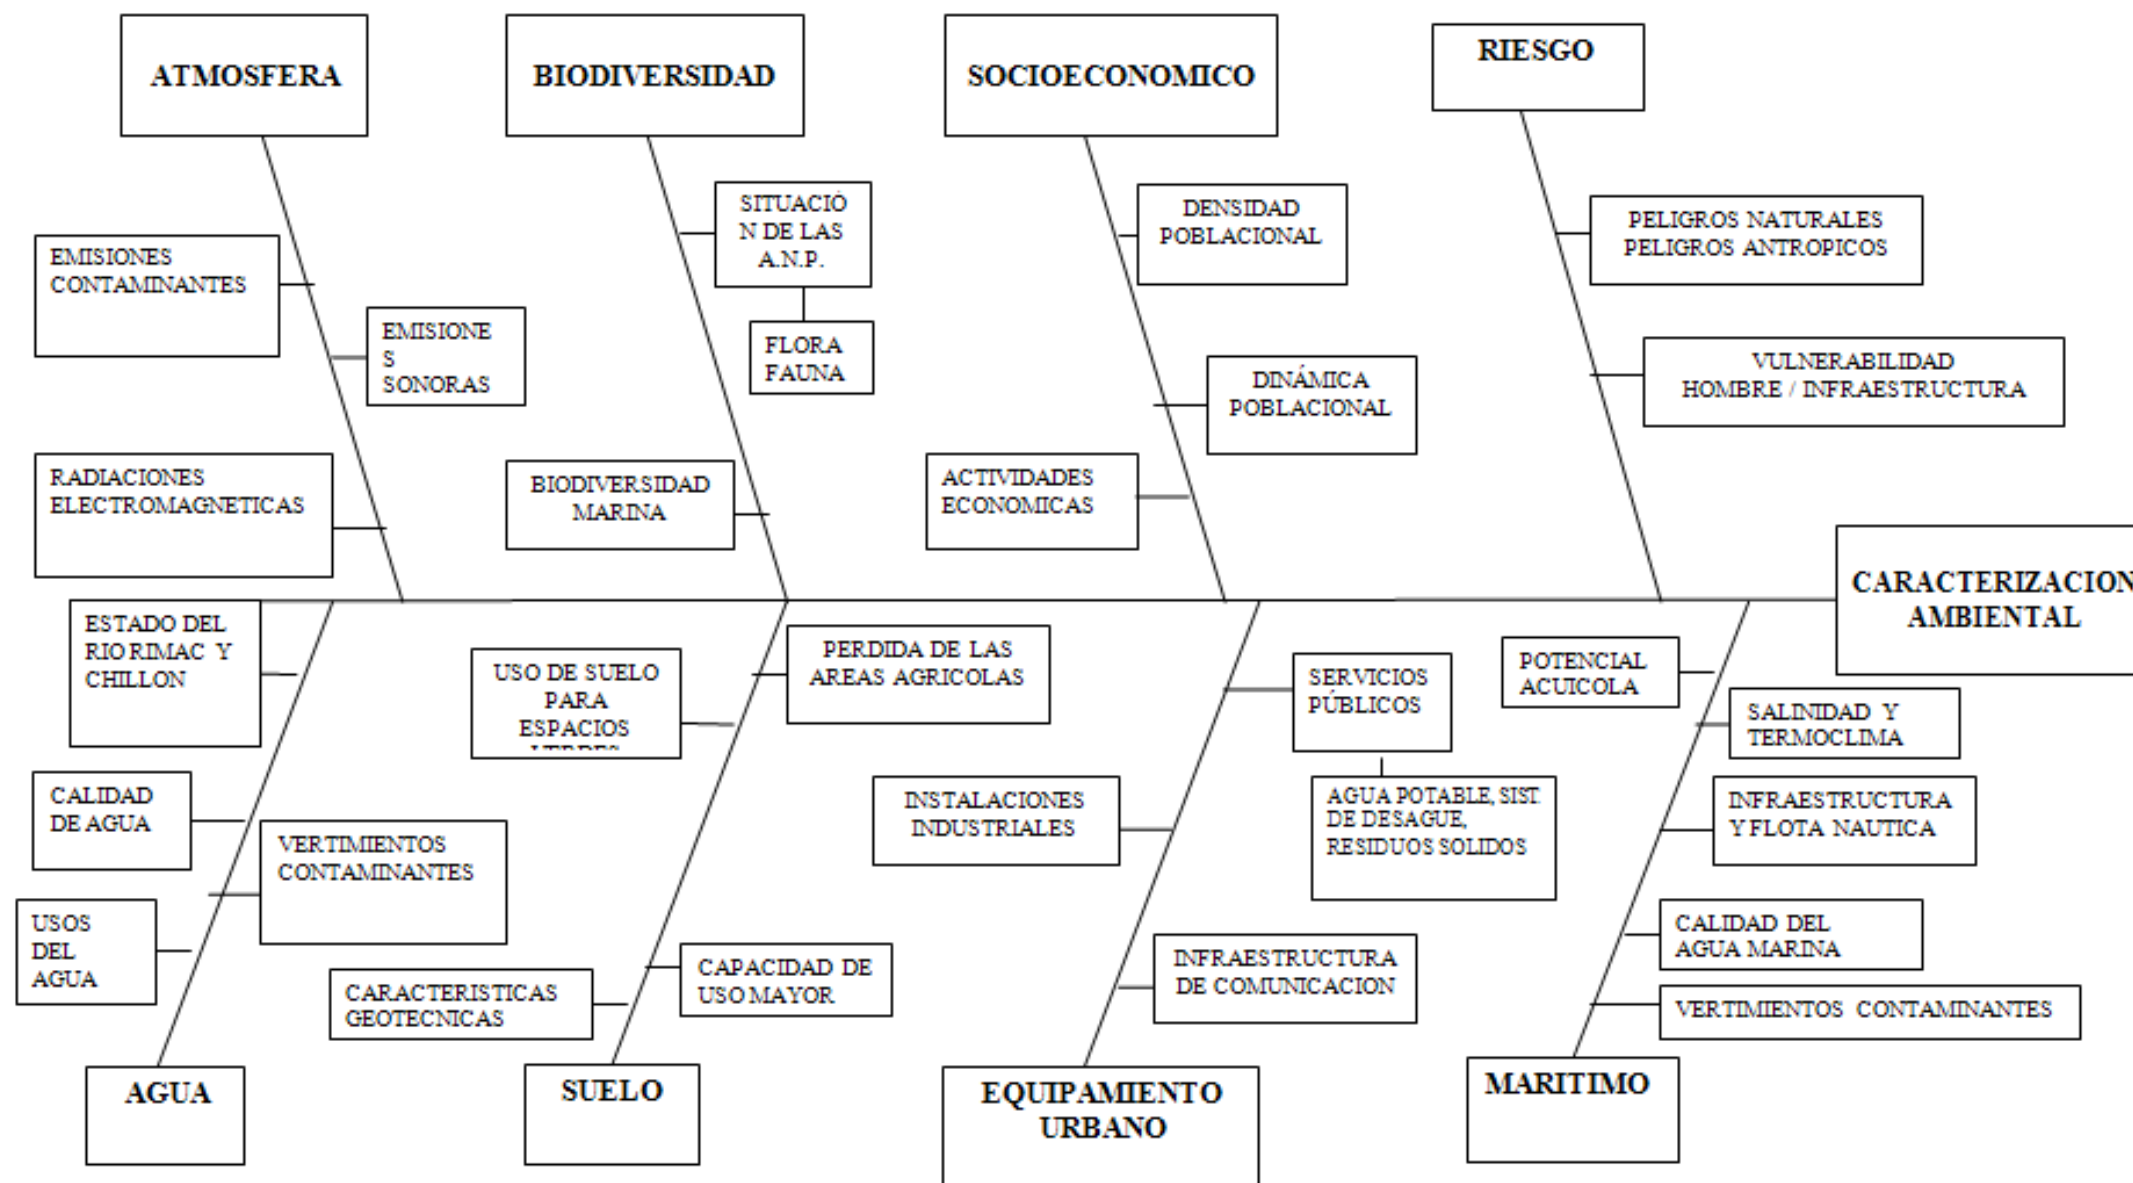 ATMOSFERA
BIODIVERSIDAD
SOCIOECONOMICO
RIESGO
EMISIONES
CONTAMINANTES
EMISIONE
S
SONORAS
RADIACIONES
ELECTROMAGNETICAS
SITUACIÓ
N DE LAS
A.N.P.
FLORA
FAUNA
BIODIVERSIDAD
MARINA
DENSIDAD
POBLACIONAL
DINÁMICA
POBLACIONAL
ACTIVIDADES
ECONOMICAS
PELIGROS NATURALES
PELIGROS ANTROPICOS
VULNERABILIDAD
HOMBRE / INFRAESTRUCTURA
CARACTERIZACION
AMBIENTAL
ESTADO DEL
RIO RIMAC Y
CHILLON
CALIDAD
DE AGUA
VERTIMIENTOS
CONTAMINANTES
USOS
DEL
AGUA
USO DE SUELO
PARA
ESPACIOS
PERDIDA DE LAS
AREAS AGRICOLAS
CARACTERISTICAS
GEOTECNICAS
CAPACIDAD DE
USO MAYOR
SERVICIOS
PÚBLICOS
AGUA POTABLE, SIST.
DE DESAGUE,
RESIDUOS SOLIDOS
INSTALACIONES
INDUSTRIALES
INFRAESTRUCTURA
DE COMUNICACION
POTENCIAL
ACUICOLA
SALINIDAD Y
TERMOCLIMA
INFRAESTRUCTURA
Y FLOTA NAUTICA
CALIDAD DEL
AGUA MARINA
VERTIMIENTOS CONTAMINANTES
AGUA
SUELO
EQUIPAMIENTO
URBANO
MARITIMO